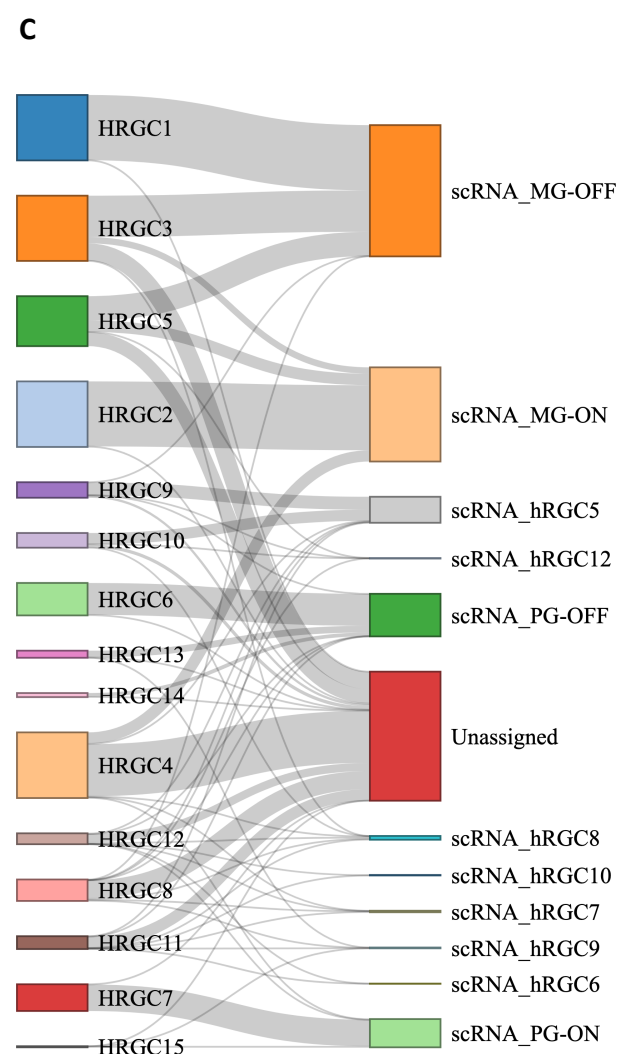 C
HRGC1
HRGC3
HRGC5
HRGC2
HRGC9
HRGC10
HRGC6
HRGC13
HRGC14
HRGC4
HRGC12
HRGC8
HRGC11
HRGC7
HRGC15
scRNA_MG-OFF
scRNA_MG-ON
scRNA_hRGC5
scRNA_hRGC12
scRNA_PG-OFF
Unassigned
scRNA_hRGC8
scRNA_hRGC10
scRNA_hRGC7
scRNA_hRGC9
scRNA_hRGC6
scRNA_PG-ON